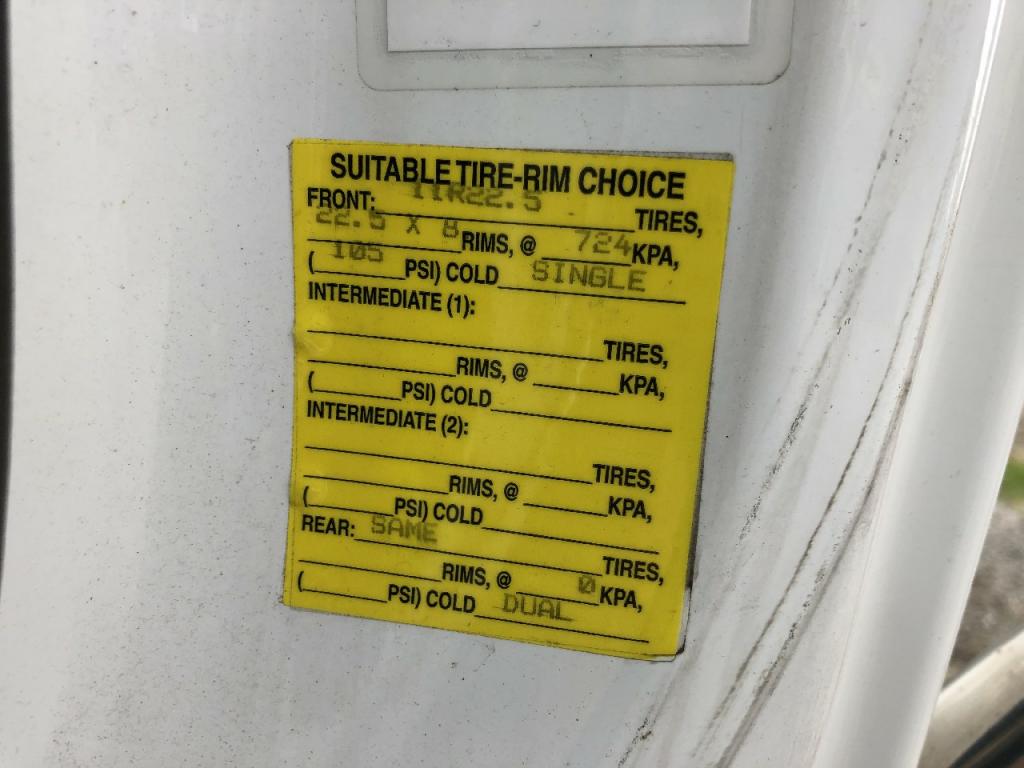 SUITABLE TIRE-RIM CHOICE
FRONT: 11R22.5 TIRES,
22.5 X 8 RIMS, @ 724 KPA,
(105 PSI) COLD SINGLE
INTERMEDIATE (1):
TIRES,
RIMS, @ KPA,
( PSI) COLD
INTERMEDIATE (2):
TIRES,
RIMS, @ KPA,
( PSI) COLD
REAR: SAME TIRES,
RIMS, @ 0 KPA,
( PSI) COLD DUAL